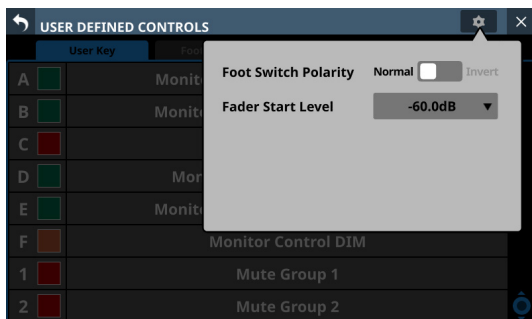 USER DEFINED CONTROLS
User Key Foot
Foot Switch Polarity Normal Invert
Fader Start Level -60.0dB
A Monit
B Monit
C
D Mor
E Monit
F Monitor Control DIM
1 Mute Group 1
2 Mute Group 2